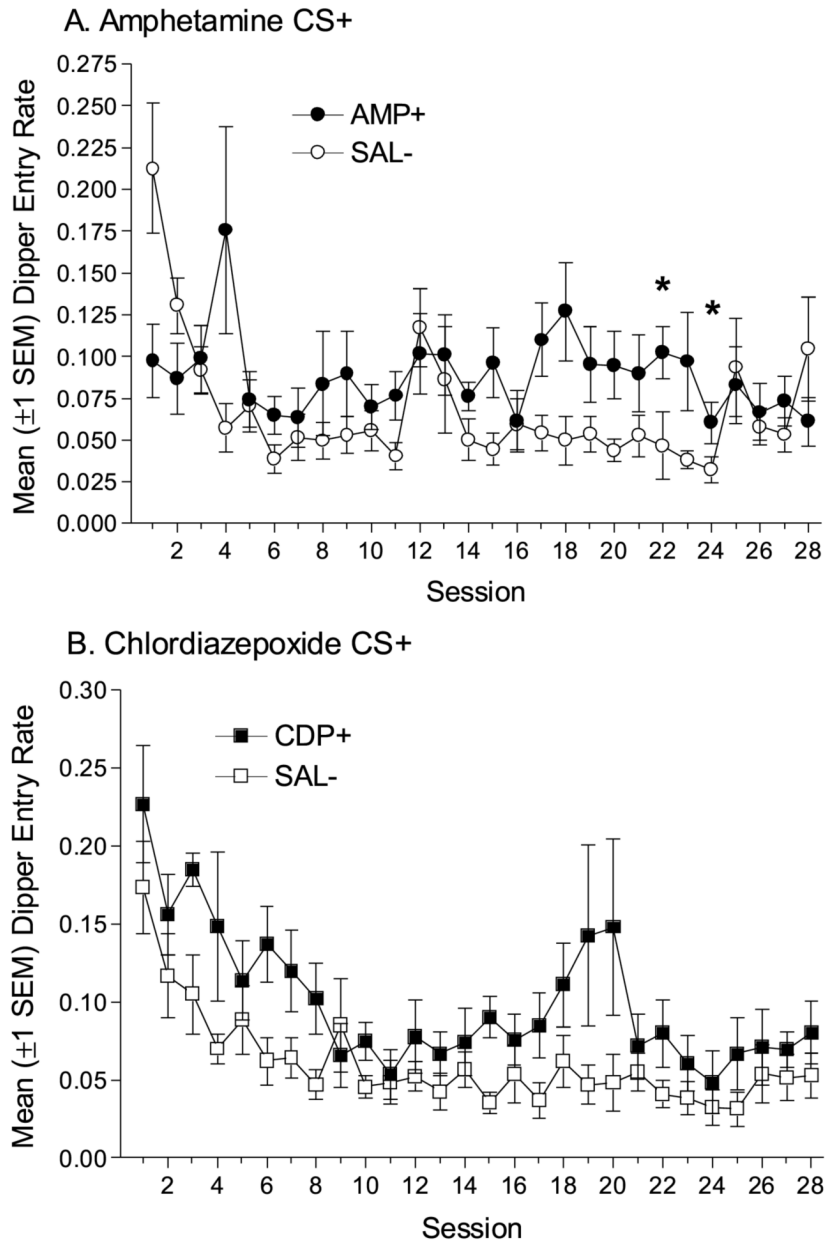 A. Amphetamine CS+
Mean (±1 SEM) Dipper Entry Rate
0.275
0.250
0.225
0.200
0.175
0.150
0.125
0.100
0.075
0.050
0.025
0.000
AMP+
SAL-
*
*
2 4 6 8 10 12 14 16 18 20 22 24 26 28
Session
B. Chlordiazepoxide CS+
Mean (±1 SEM) Dipper Entry Rate
0.30
0.25
0.20
0.15
0.10
0.05
0.00
CDP+
SAL-
2 4 6 8 10 12 14 16 18 20 22 24 26 28
Session